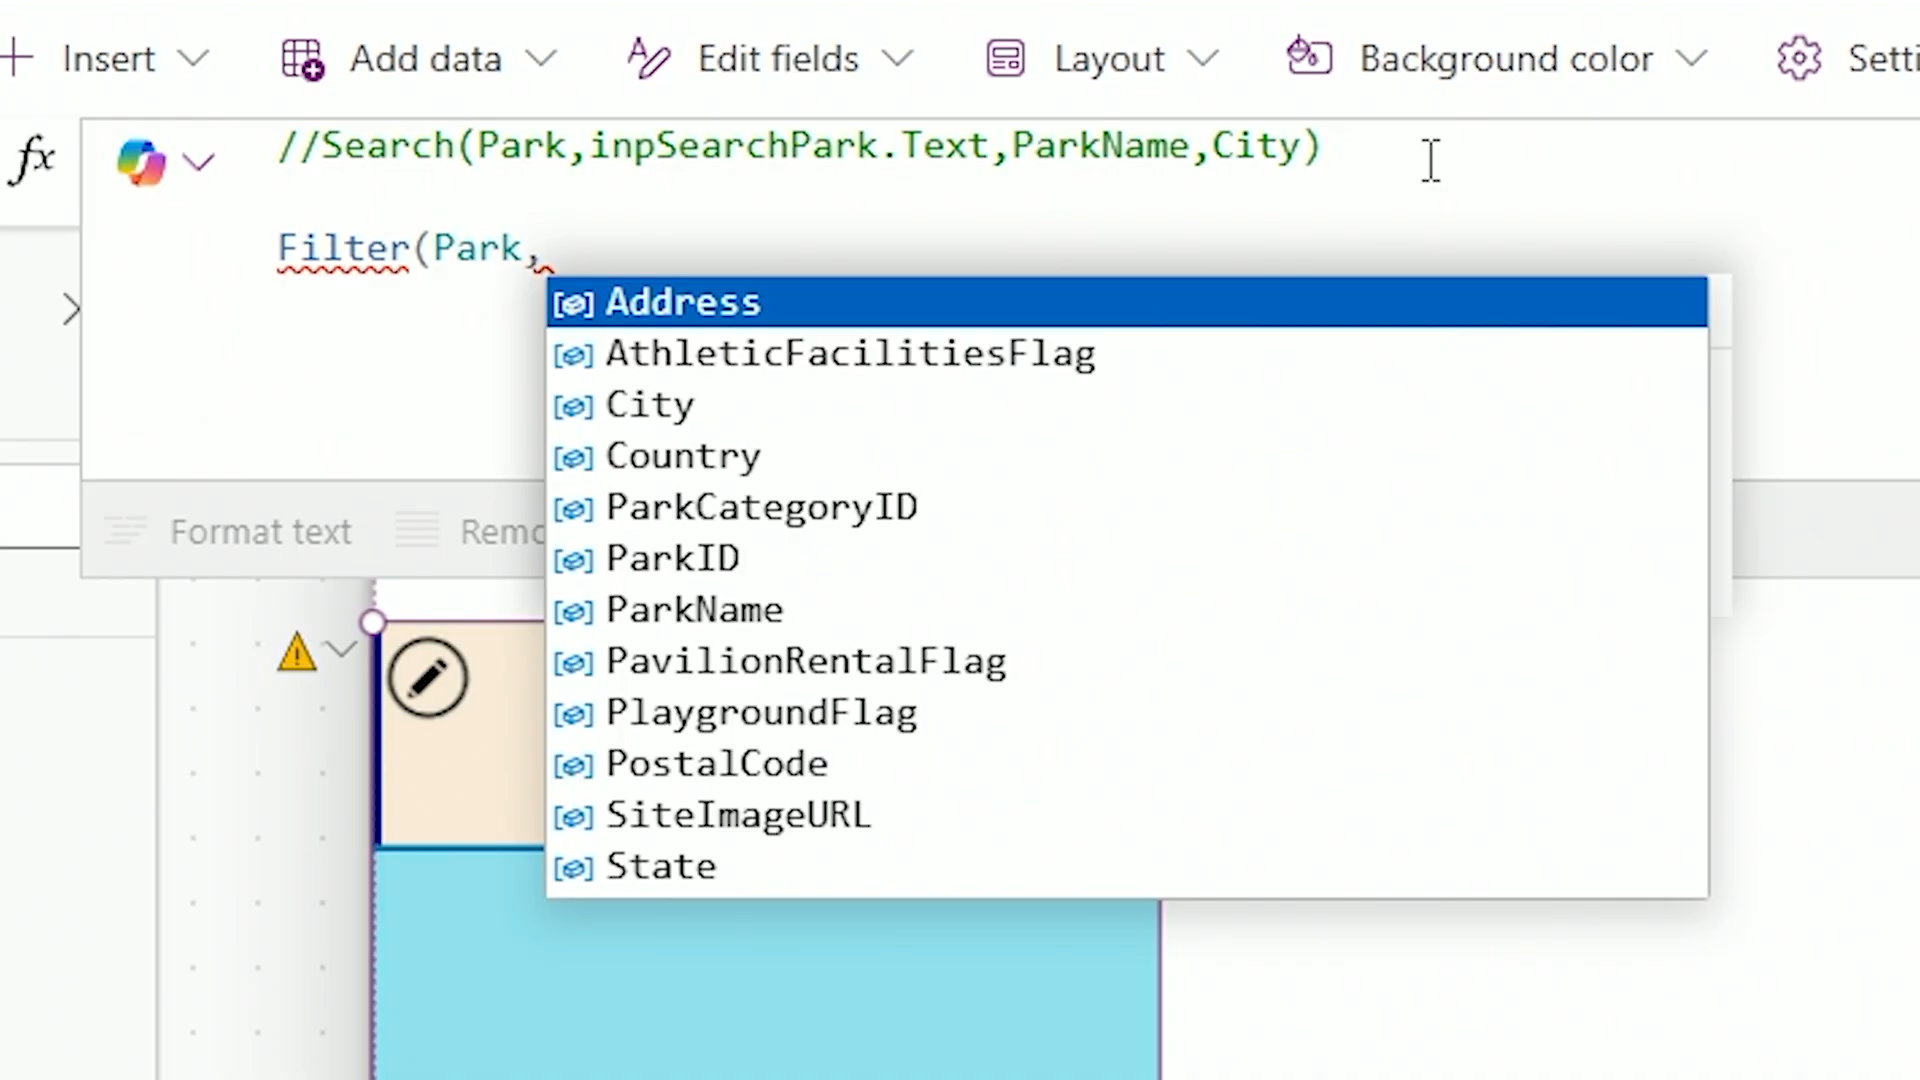 Insert Add data Edit fields Layout Background color Setti
fx //Search(Park,inpSearchPark.Text,ParkName,City)
Filter(Park,
Address
AthleticFacilitiesFlag
City
Country
ParkCategoryID
ParkID
ParkName
PavilionRentalFlag
PlaygroundFlag
PostalCode
SiteImageURL
State
Format text Remo